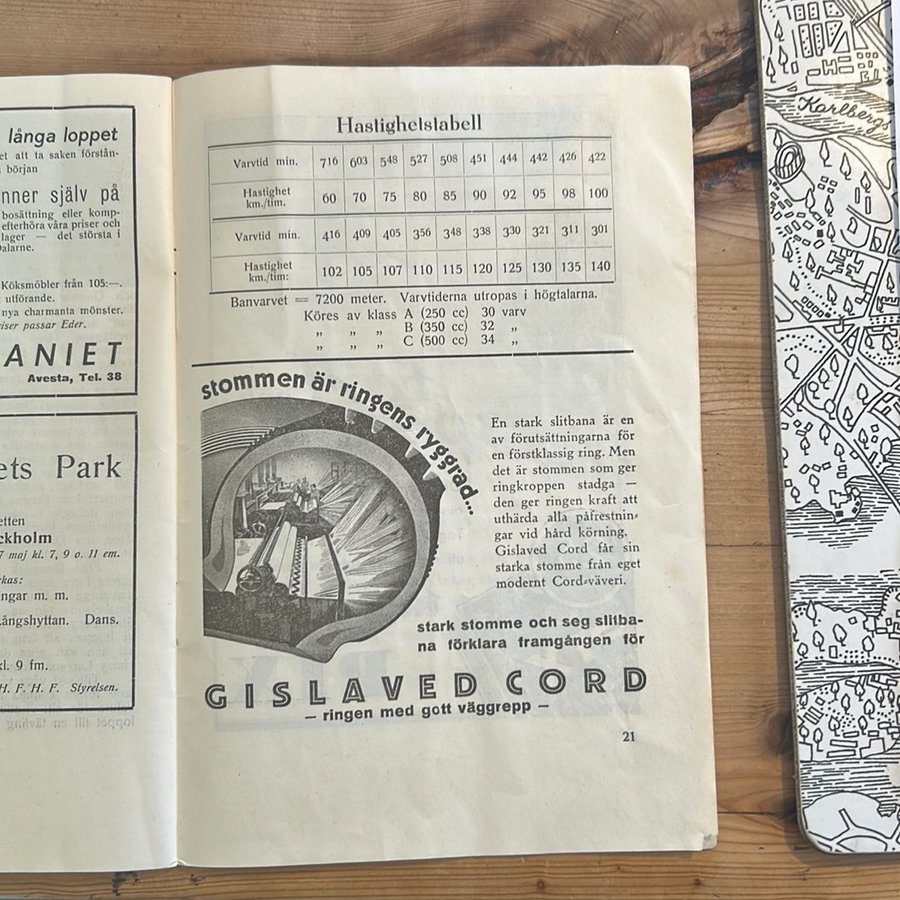 långa loppet
et att ta saken förstån-
n början
nner själv på
bosättning eller komp-
efterhöra våra priser och
lager — det största i
Dalarne.
Köksmöbler från 105:—.
utförande.
nya charmanta mönster.
riser passar Eder.
ANIET
Avesta, Tel. 38
ets Park
etten
ckholm
7 maj kl. 7, 9 o. 11 em.
rkas:
ngar m. m.
Långshyttan. Dans.
kl. 9 fm.
H. F. H. F. Styrelsen.
Hastighetstabell
Varvtid min. 716 603 548 527 508 451 444 442 426 422
Hastighet km./tim. 60 70 75 80 85 90 92 95 98 100
Varvtid min. 416 409 405 356 348 338 330 321 311 301
Hastighet km./tim: 102 105 107 110 115 120 125 130 135 140
Banvarvet = 7200 meter. Varvtiderna utropas i högtalarna.
Köres av klass A (250 cc) 30 varv
„ „ „ B (350 cc) 32 „
„ „ „ C (500 cc) 34 „
stommen är ringens ryggrad...
En stark slitbana är en
av förutsättningarna för
en förstklassig ring. Men
det är stommen som ger
ringkroppen stadga —
den ger ringen kraft att
uthärda alla påfrestnin-
gar vid hård körning.
Gislaved Cord får sin
starka stomme från eget
modernt Cord-väveri.
stark stomme och seg slitba-
na förklara framgången för
GISLAVED CORD
— ringen med gott väggrepp —
21
Karlbergs